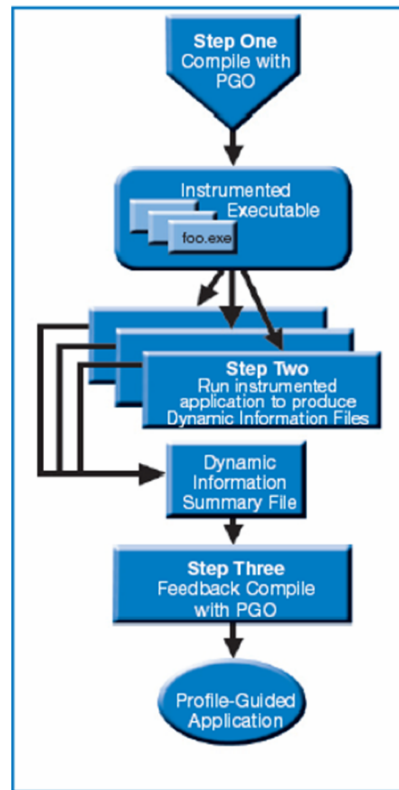 Step One
Compile with
PGO
Instrumented
Executable
foo.exe
Step Two
Run instrumented
application to produce
Dynamic Information Files
Dynamic
Information
Summary File
Step Three
Feedback Compile
with PGO
Profile-Guided
Application